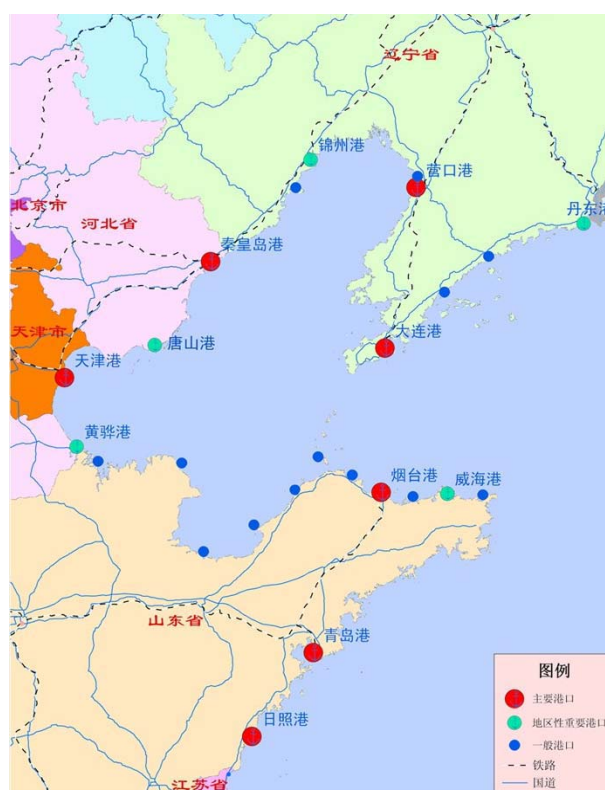 辽宁省
锦州港
营口港
丹东港
北京市
河北省
秦皇岛港
天津市
唐山港
大连港
天津港
黄骅港
烟台港
威海港
山东省
青岛港
日照港
江苏省
图例
主要港口
地区性重要港口
一般港口
铁路
国道